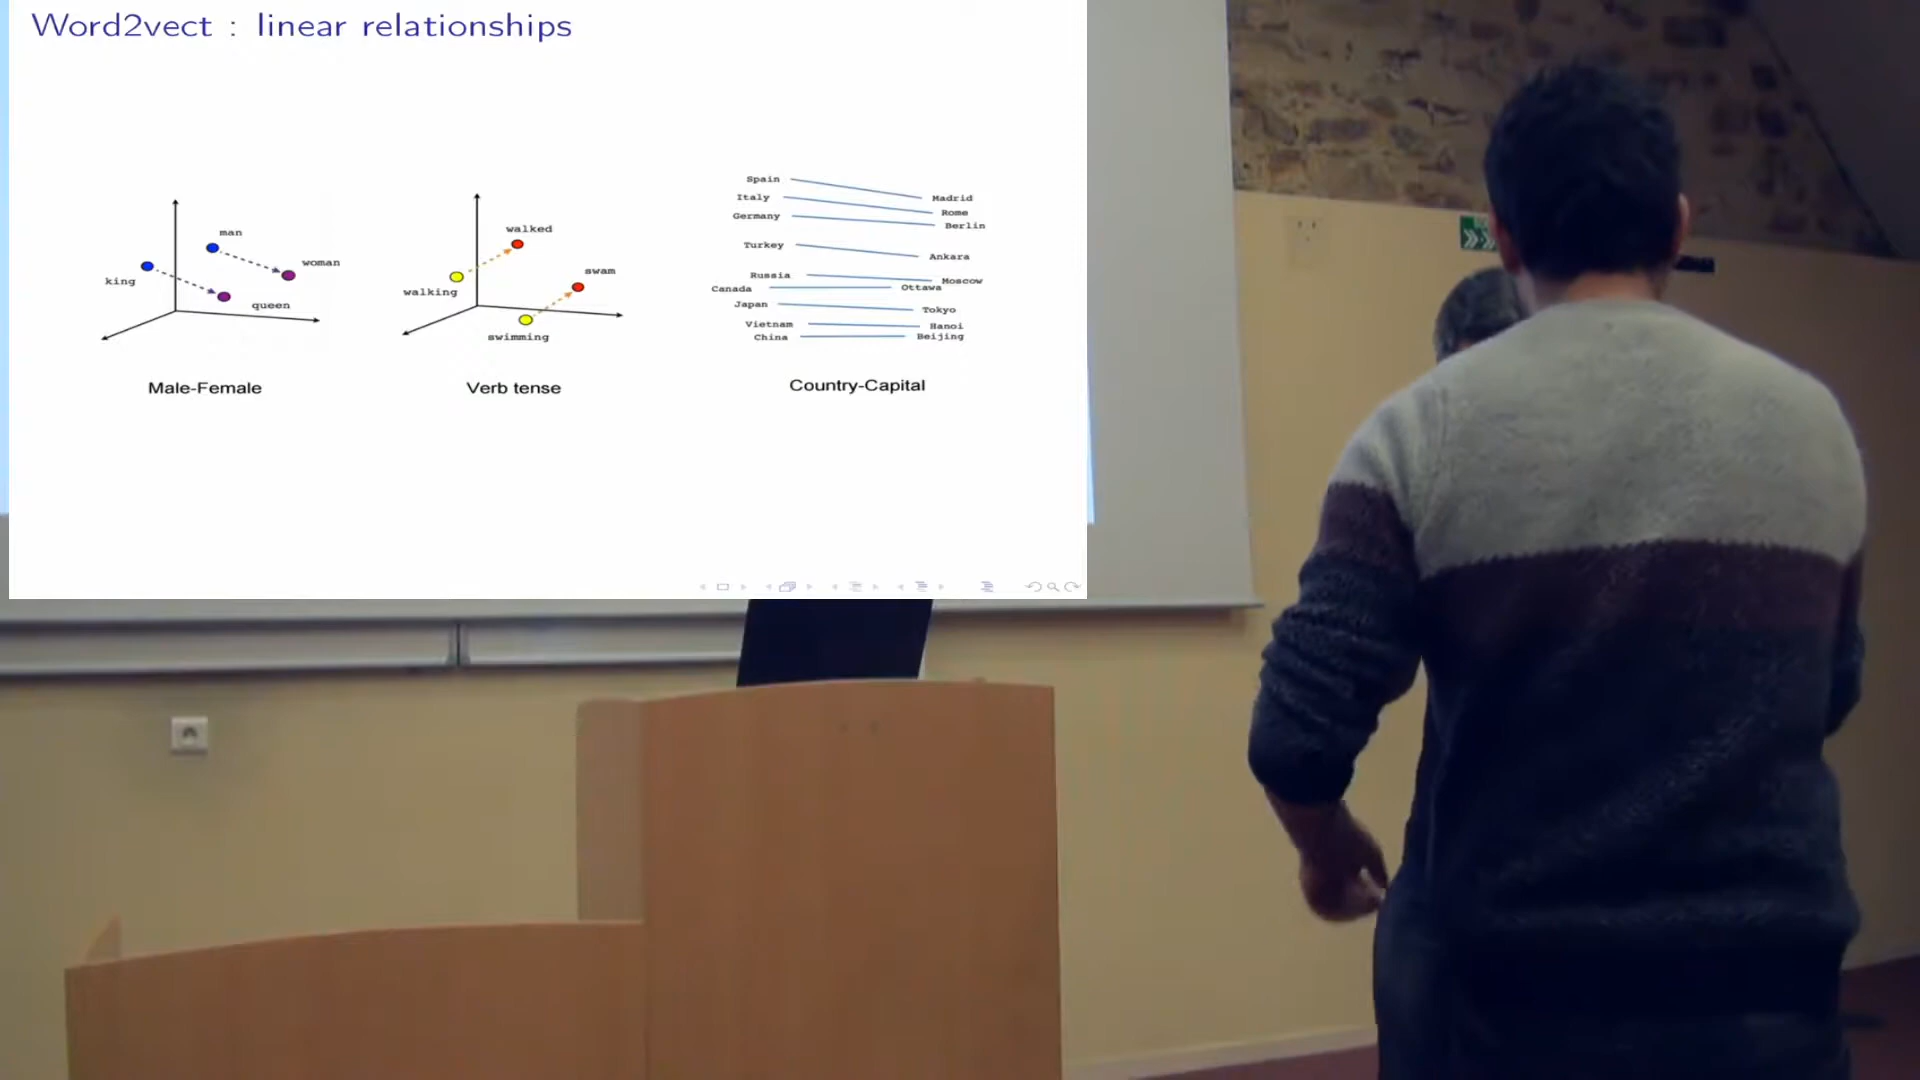 Word2vect : linear relationships
man
woman
king
queen
Male-Female
walked
walking
swam
swimming
Verb tense
Spain Madrid
Italy Rome
Germany Berlin
Turkey Ankara
Russia Moscow
Canada Ottawa
Japan Tokyo
Vietnam Hanoi
China Beijing
Country-Capital